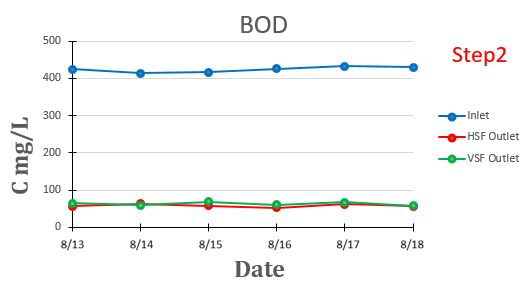 BOD
Step2
500
400
300
200
100
0
C mg/L
8/13 8/14 8/15 8/16 8/17 8/18
Date
Inlet
HSF Outlet
VSF Outlet